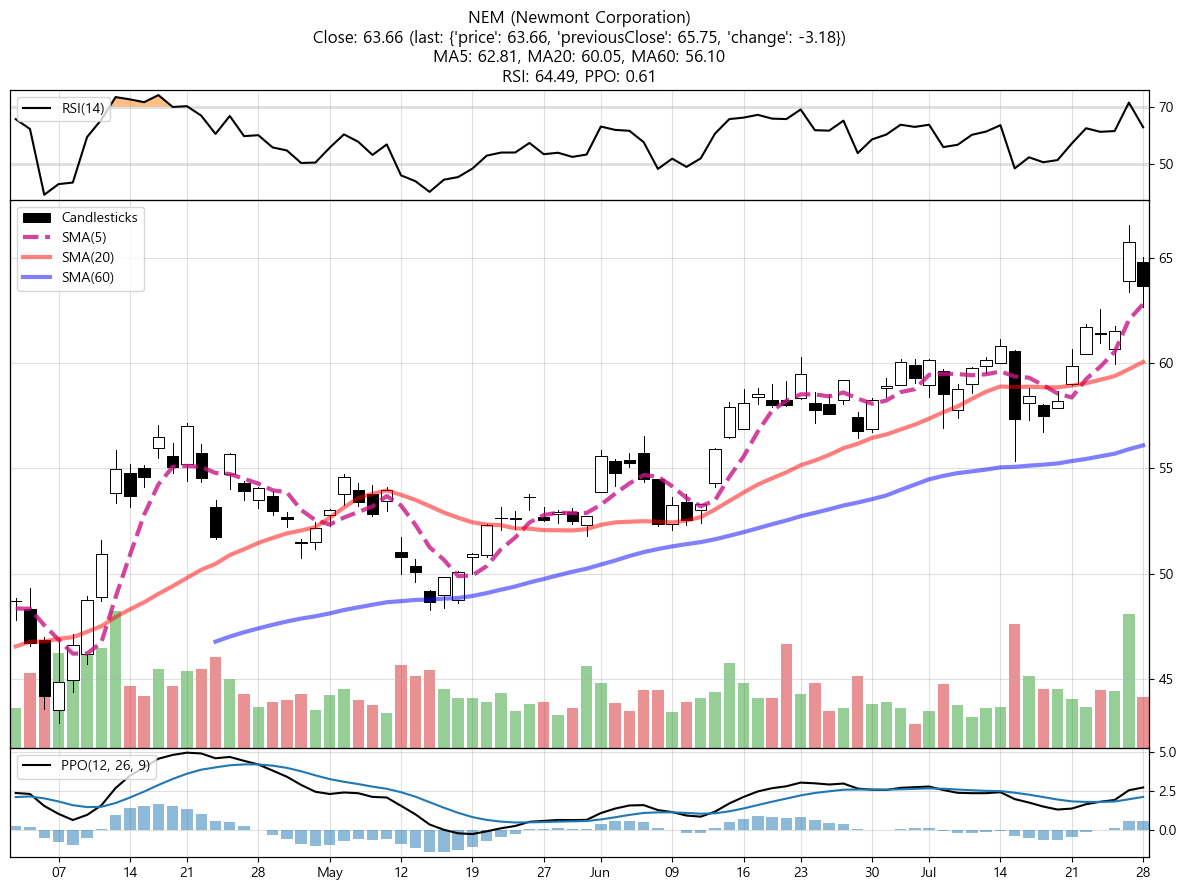 NEM (Newmont Corporation)
Close: 63.66 (last: {'price': 63.66, 'previousClose': 65.75, 'change': -3.18})
MA5: 62.81, MA20: 60.05, MA60: 56.10
RSI: 64.49, PPO: 0.61
RSI(14)
70
50
Candlesticks
SMA(5)
SMA(20)
SMA(60)
65
60
55
50
45
PPO(12, 26, 9)
5.0
2.5
0.0
07 14 21 28 May 12 19 27 Jun 09 16 23 30 Jul 14 21 28